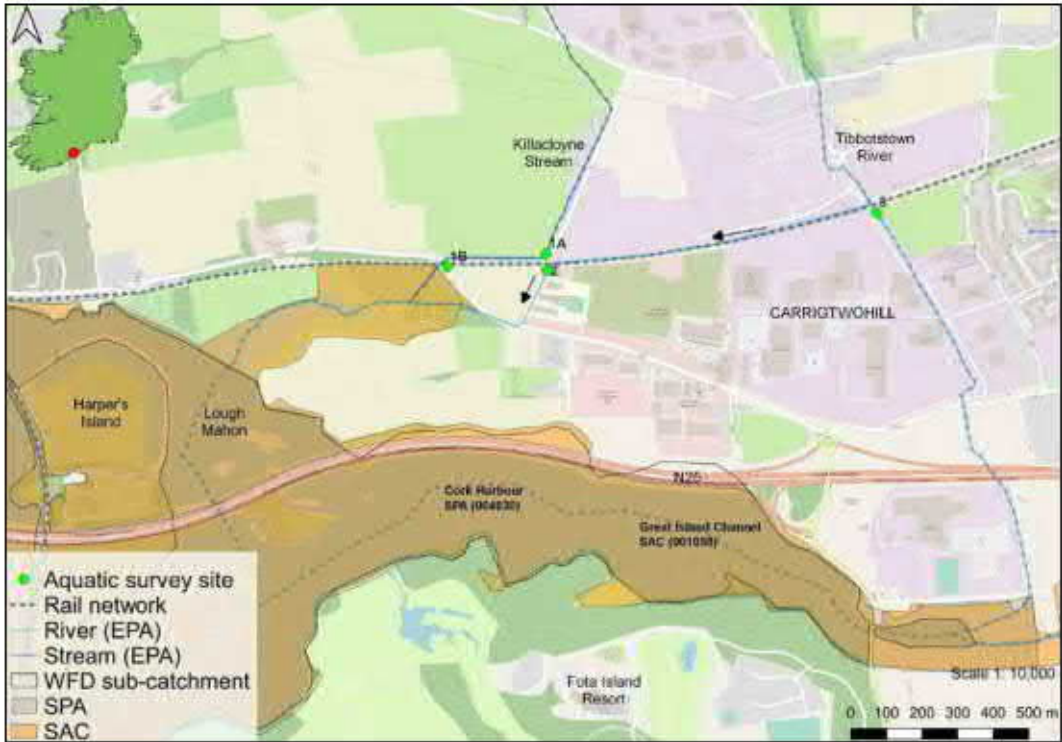 Killacloyne
Stream
Tibbotstown
River
1A
1B
CARRIGTWOHILL
Harper's
Island
Lough
Mahon
N25
Cork Harbour
SPA (004030)
Great Island Channel
SAC (001058)
Fota Island
Resort
Aquatic survey site
Rail network
River (EPA)
Stream (EPA)
WFD sub-catchment
SPA
SAC
Scale 1: 10,000
0 100 200 300 400 500 m